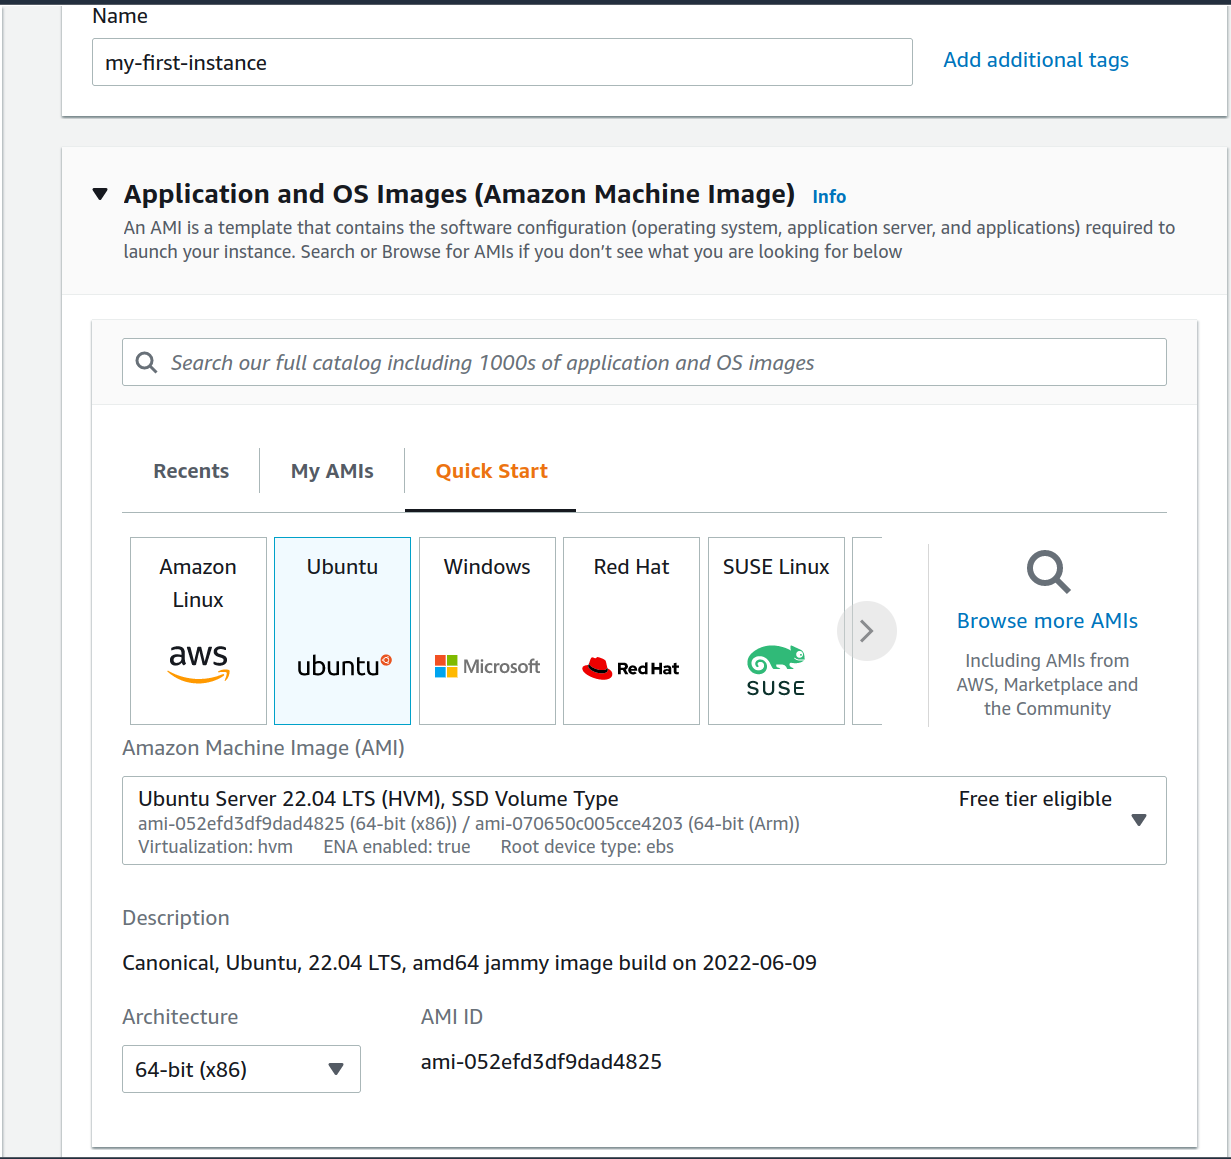 Name
my-first-instance
Add additional tags
Application and OS Images (Amazon Machine Image) Info
An AMI is a template that contains the software configuration (operating system, application server, and applications) required to
launch your instance. Search or Browse for AMIs if you don’t see what you are looking for below
Search our full catalog including 1000s of application and OS images
Recents
My AMIs
Quick Start
Amazon
Linux
aws
Ubuntu
ubuntu
Windows
Microsoft
Red Hat
Red Hat
SUSE Linux
SUSE
Browse more AMIs
Including AMIs from
AWS, Marketplace and
the Community
Amazon Machine Image (AMI)
Ubuntu Server 22.04 LTS (HVM), SSD Volume Type
Free tier eligible
ami-052efd3df9dad4825 (64-bit (x86)) / ami-070650c005cce4203 (64-bit (Arm))
Virtualization: hvm ENA enabled: true Root device type: ebs
Description
Canonical, Ubuntu, 22.04 LTS, amd64 jammy image build on 2022-06-09
Architecture
64-bit (x86)
AMI ID
ami-052efd3df9dad4825